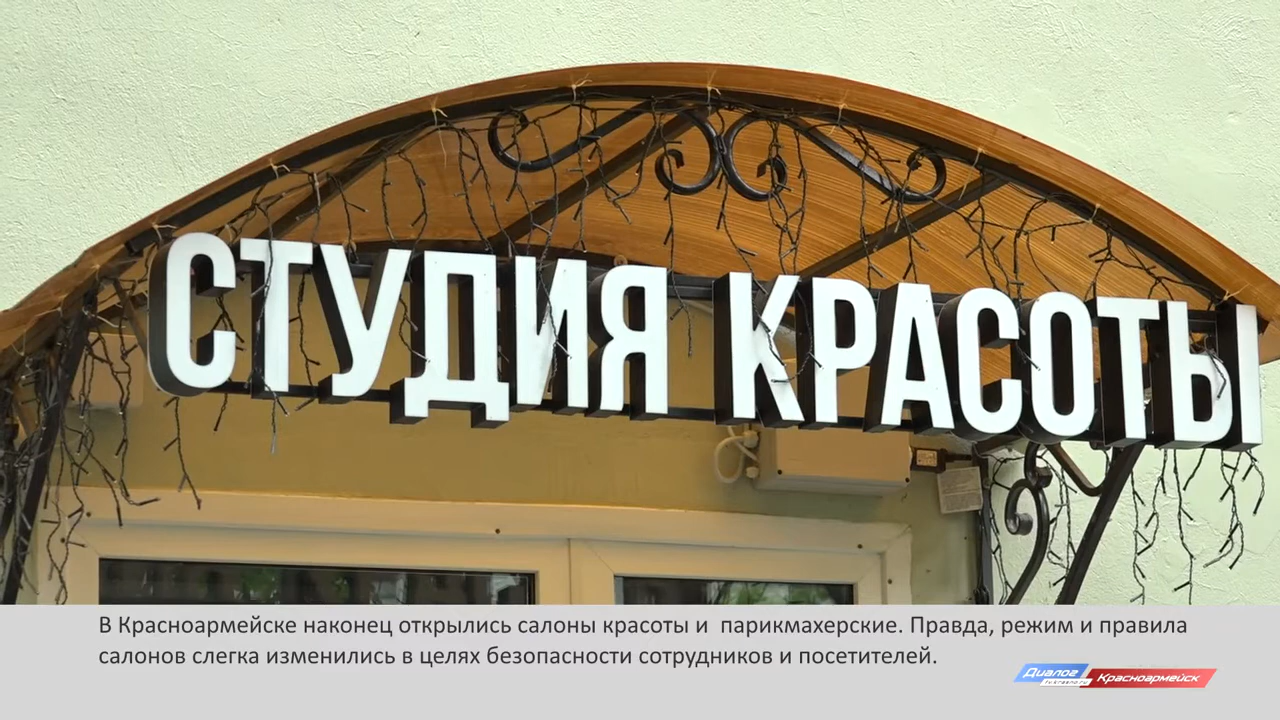 СТУДИЯ КРАСОТЫ
В Красноармейске наконец открылись салоны красоты и парикмахерские. Правда, режим и правила
салонов слегка изменились в целях безопасности сотрудников и посетителей.
Диалог
Красноармейск